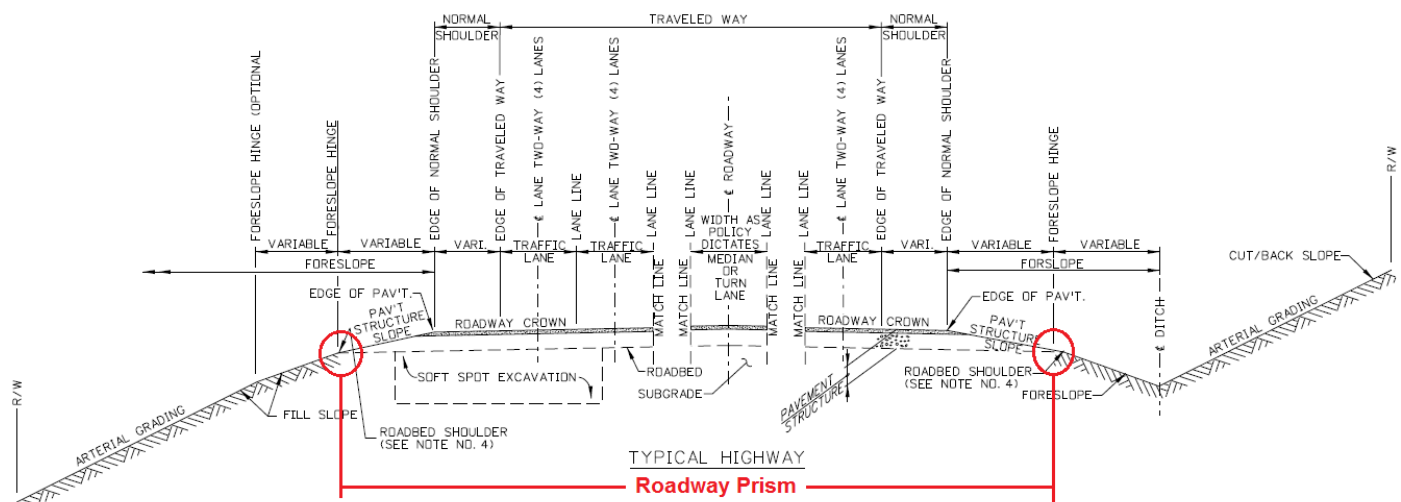 NORMAL
SHOULDER
TRAVELED WAY
NORMAL
SHOULDER
FORESLOPE HINGE (OPTIONAL
FORESLOPE HINGE
EDGE OF NORMAL SHOULDER
EDGE OF TRAVELED WAY
℄ LANE TWO-WAY (4) LANES
LANE LINE
℄ LANE TWO-WAY (4) LANES
LANE LINE
LANE LINE
℄ ROADWAY
LANE LINE
LANE LINE
℄ LANE TWO-WAY (4) LANES
EDGE OF TRAVELED WAY
EDGE OF NORMAL SHOULDER
FORESLOPE HINGE
R/W
VARIABLE
VARIABLE
VARI.
TRAFFIC
LANE
TRAFFIC
LANE
WIDTH AS
POLICY
DICTATES
MEDIAN
OR
TURN
LANE
TRAFFIC
LANE
VARI.
VARIABLE
VARIABLE
FORESLOPE
FORSLOPE
CUT/BACK SLOPE
MATCH LINE
MATCH LINE
MATCH LINE
MATCH LINE
EDGE OF PAV'T.
PAV'T
STRUCTURE
SLOPE
ROADWAY CROWN
ROADWAY CROWN
EDGE OF PAV'T.
PAV'T
STRUCTURE
SLOPE
℄ DITCH
ARTERIAL GRADING
SOFT SPOT EXCAVATION
ROADBED
SUBGRADE
PAVEMENT
STRUCTURE
ROADBED SHOULDER
(SEE NOTE NO. 4)
FORESLOPE
R/W
ARTERIAL GRADING
FILL SLOPE
ROADBED SHOULDER
(SEE NOTE NO. 4)
TYPICAL HIGHWAY
Roadway Prism